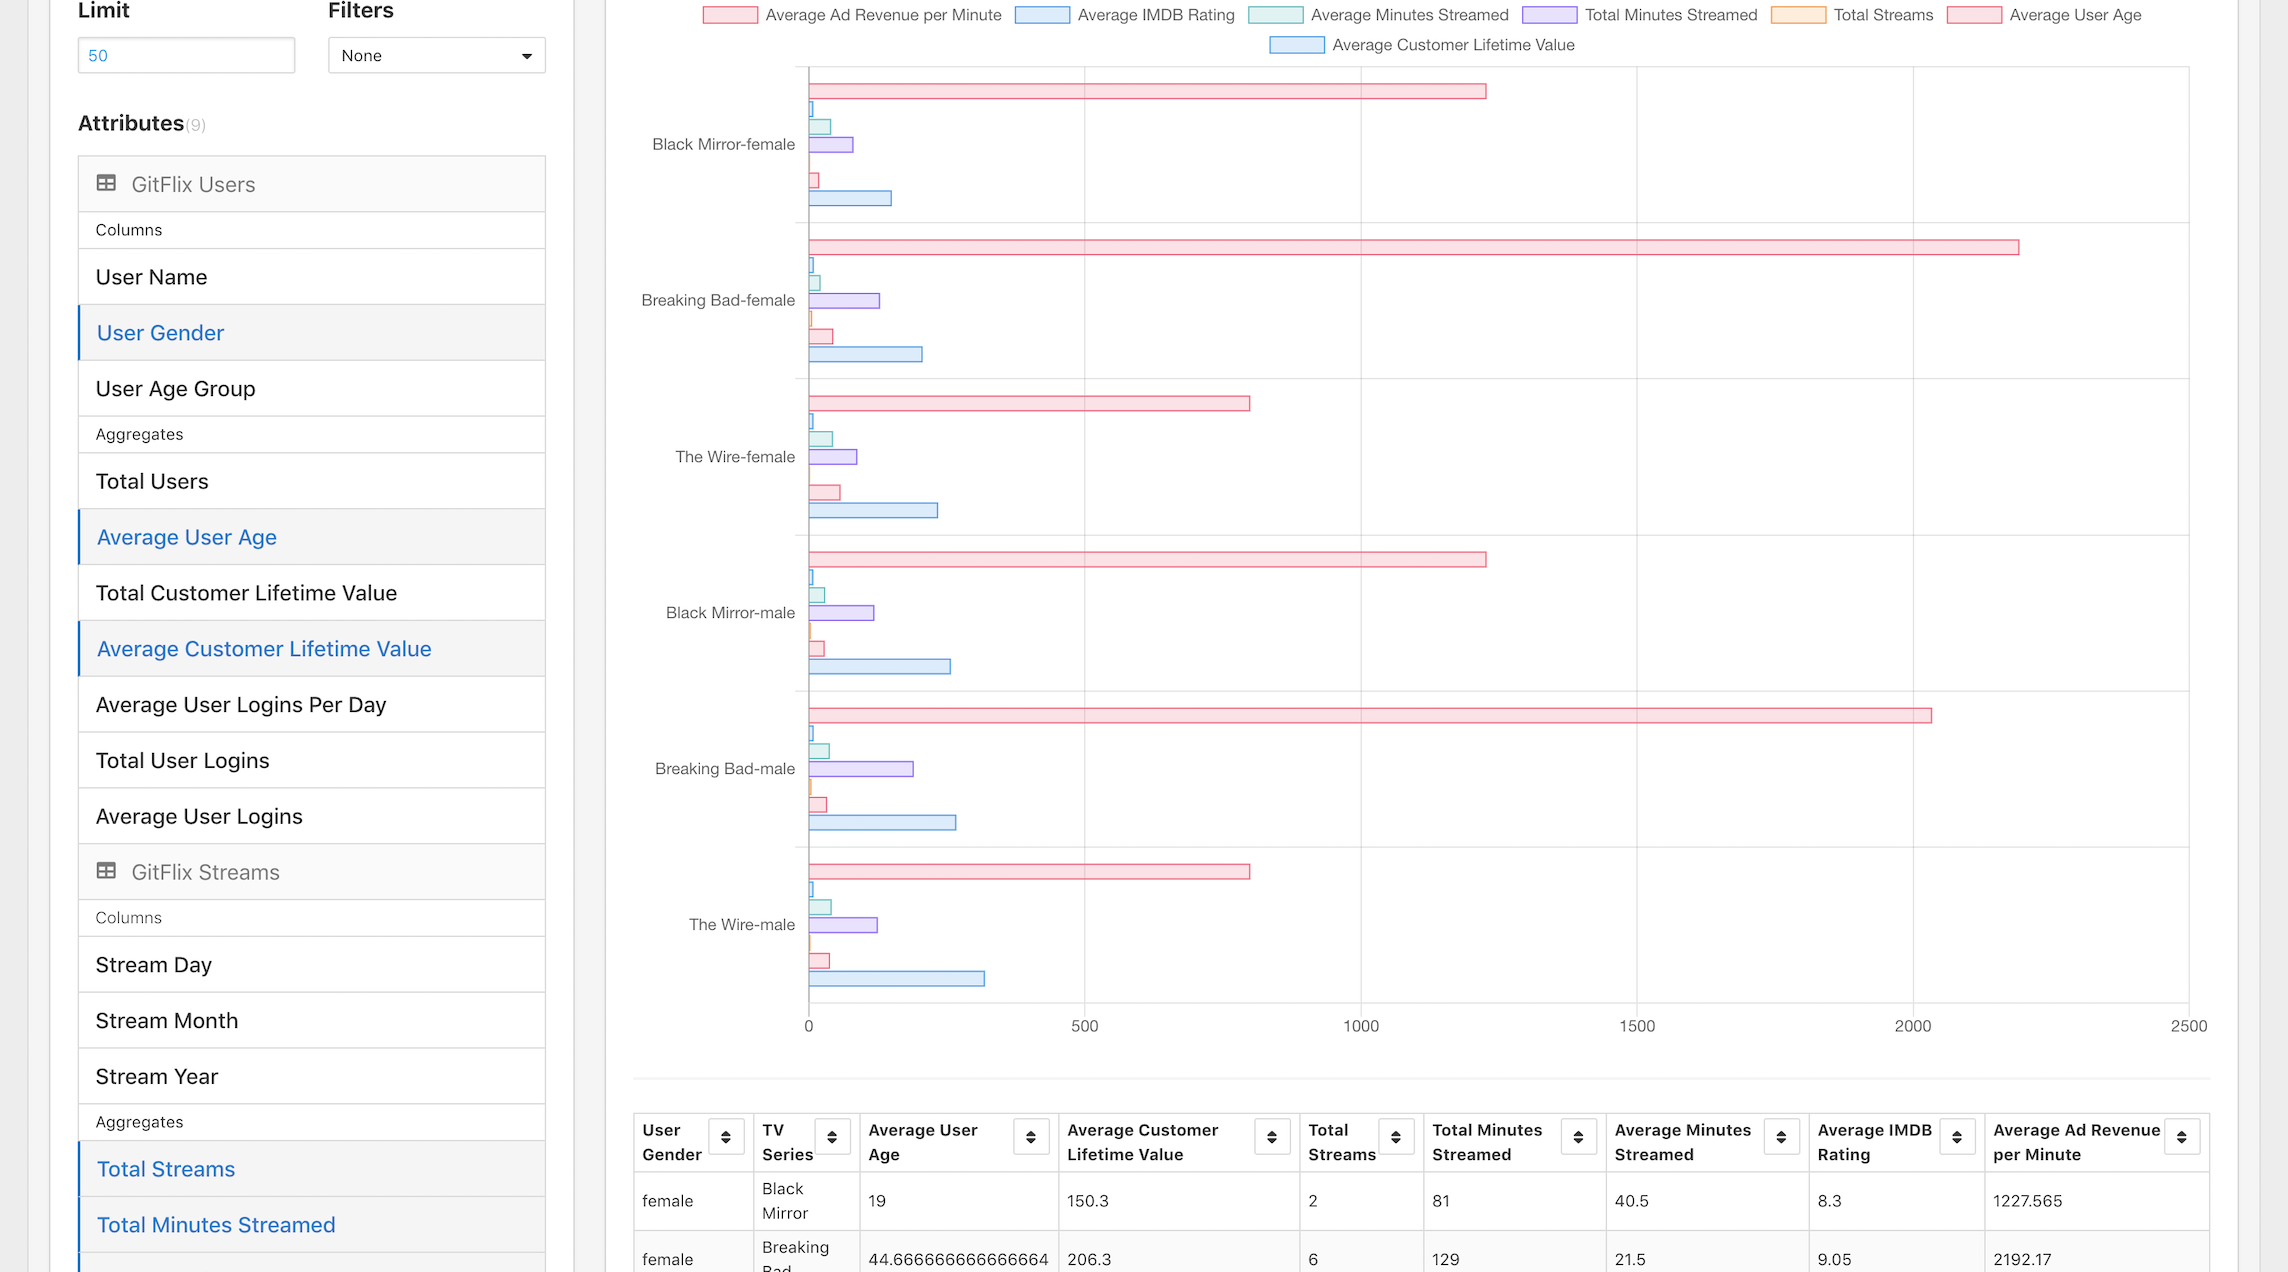 Limit
Filters
50
None
Attributes(9)
GitFlix Users
Columns
User Name
User Gender
User Age Group
Aggregates
Total Users
Average User Age
Total Customer Lifetime Value
Average Customer Lifetime Value
Average User Logins Per Day
Total User Logins
Average User Logins
GitFlix Streams
Columns
Stream Day
Stream Month
Stream Year
Aggregates
Total Streams
Total Minutes Streamed
Average Ad Revenue per Minute Average IMDB Rating Average Minutes Streamed Total Minutes Streamed Total Streams Average User Age
Average Customer Lifetime Value
Black Mirror-female
Breaking Bad-female
The Wire-female
Black Mirror-male
Breaking Bad-male
The Wire-male
0 500 1000 1500 2000 2500
User Gender
TV Series
Average User Age
Average Customer Lifetime Value
Total Streams
Total Minutes Streamed
Average Minutes Streamed
Average IMDB Rating
Average Ad Revenue per Minute
female Black Mirror 19 150.3 2 81 40.5 8.3 1227.565
female Breaking Bad 44.666666666666664 206.3 6 129 21.5 9.05 2192.17